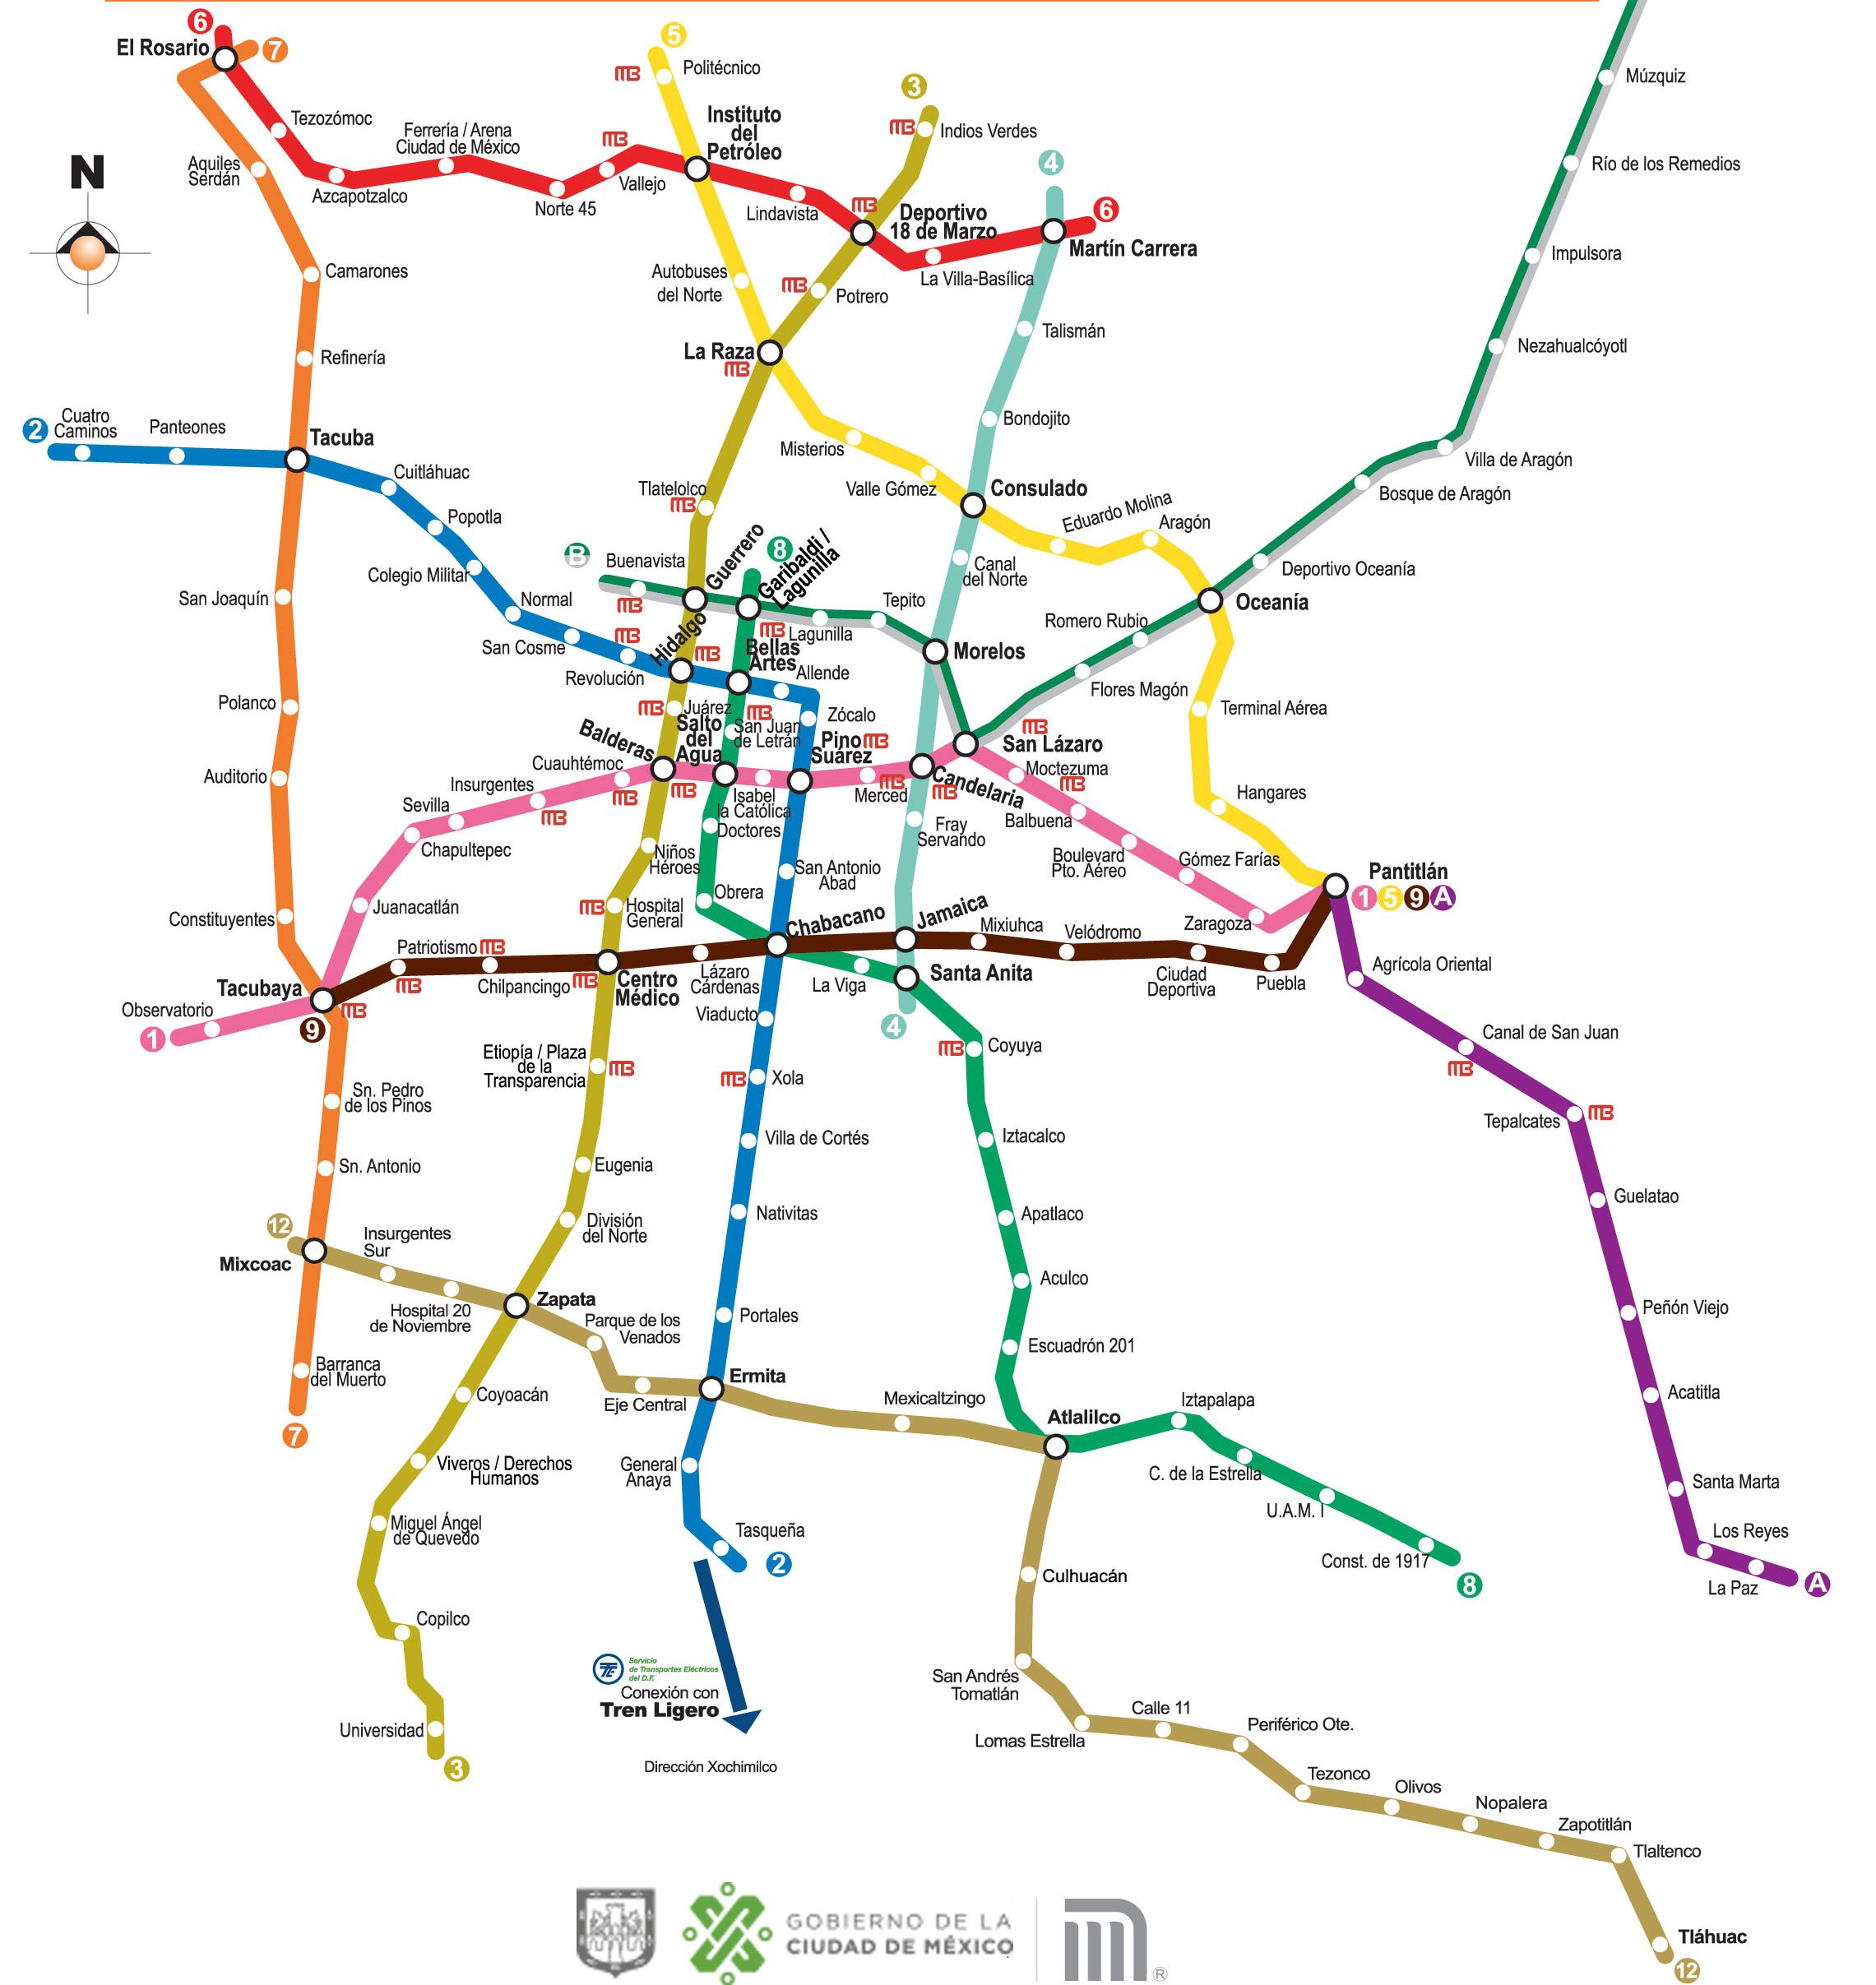 6
El Rosario
7
5
Politécnico
3
Indios Verdes
Múzquiz
Tezozómoc
Ferrería / Arena
Ciudad de México
Instituto
del
Petróleo
4
Río de los Remedios
N
Aquiles
Serdán
Azcapotzalco
Norte 45
Vallejo
Lindavista
Deportivo
18 de Marzo
6
Martín Carrera
La Villa-Basílica
Impulsora
Camarones
Autobuses
del Norte
Potrero
Talismán
Nezahualcóyotl
Refinería
La Raza
2
Cuatro
Caminos
Panteones
Tacuba
Bondojito
Misterios
Villa de Aragón
Cuitláhuac
Tlatelolco
Valle Gómez
Consulado
Bosque de Aragón
Popotla
Eduardo Molina
Aragón
Colegio Militar
B
Buenavista
Guerrero
8
Garibaldi /
Lagunilla
Canal
del Norte
Deportivo Oceanía
San Joaquín
Normal
Tepito
Oceanía
San Cosme
Hidalgo
Lagunilla
Romero Rubio
Revolución
Bellas
Artes
Allende
Morelos
Flores Magón
Polanco
Juárez
San Juan
de Letrán
Zócalo
Terminal Aérea
Balderas
Salto
del
Agua
Pino
Suárez
San Lázaro
Auditorio
Cuauhtémoc
Insurgentes
Sevilla
Isabel
la Católica
Merced
Candelaria
Moctezuma
Hangares
Chapultepec
Doctores
Fray
Servando
Balbuena
Niños
Héroes
San Antonio
Abad
Boulevard
Pto. Aéreo
Gómez Farías
Pantitlán
1 5 9 A
Constituyentes
Juanacatlán
Hospital
General
Obrera
Chabacano
Jamaica
Mixiuhca
Velódromo
Zaragoza
Patriotismo
Tacubaya
Chilpancingo
Centro
Médico
Lázaro
Cárdenas
La Viga
Santa Anita
Ciudad
Deportiva
Puebla
Agrícola Oriental
Observatorio
1
9
Viaducto
4
Coyuya
Canal de San Juan
Etiopía / Plaza
de la
Transparencia
Xola
Sn. Pedro
de los Pinos
Villa de Cortés
Iztacalco
Tepalcates
Sn. Antonio
Eugenia
Guelatao
12
Mixcoac
Insurgentes
Sur
División
del Norte
Nativitas
Apatlaco
Hospital 20
de Noviembre
Zapata
Parque de los
Venados
Portales
Aculco
Peñón Viejo
Barranca
del Muerto
Coyoacán
Eje Central
Ermita
Escuadrón 201
Acatitla
7
Mexicaltzingo
Atlalilco
Iztapalapa
Viveros / Derechos
Humanos
General
Anaya
C. de la Estrella
U.A.M. I
Santa Marta
Miguel Ángel
de Quevedo
Tasqueña
2
Const. de 1917
8
Los Reyes
La Paz
A
Copilco
Culhuacán
Servicio
de Transportes Eléctricos
del D.F.
Conexión con
Tren Ligero
San Andrés
Tomatlán
Universidad
3
Dirección Xochimilco
Lomas Estrella
Calle 11
Periférico Ote.
Tezonco
Olivos
Nopalera
Zapotitlán
Tlaltenco
Tláhuac
12
GOBIERNO DE LA
CIUDAD DE MÉXICO
®